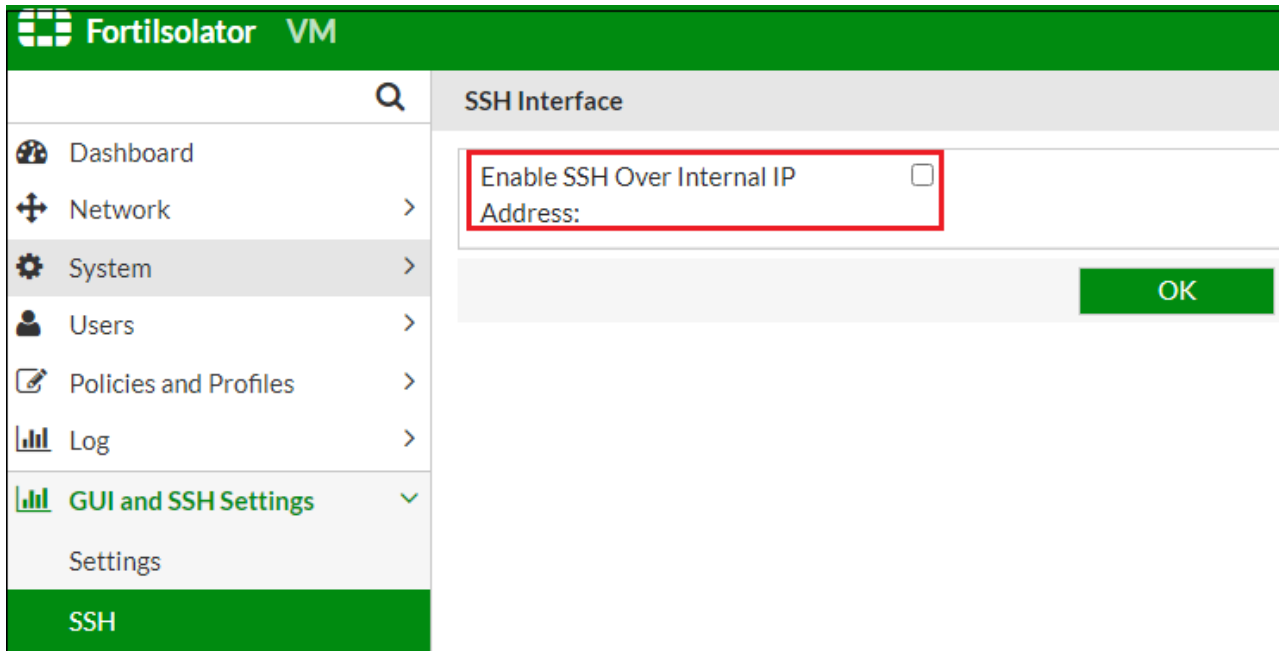 FortiIsolator VM
SSH Interface
Dashboard
Enable SSH Over Internal IP
Address:
Network
System
OK
Users
Policies and Profiles
Log
GUI and SSH Settings
Settings
SSH